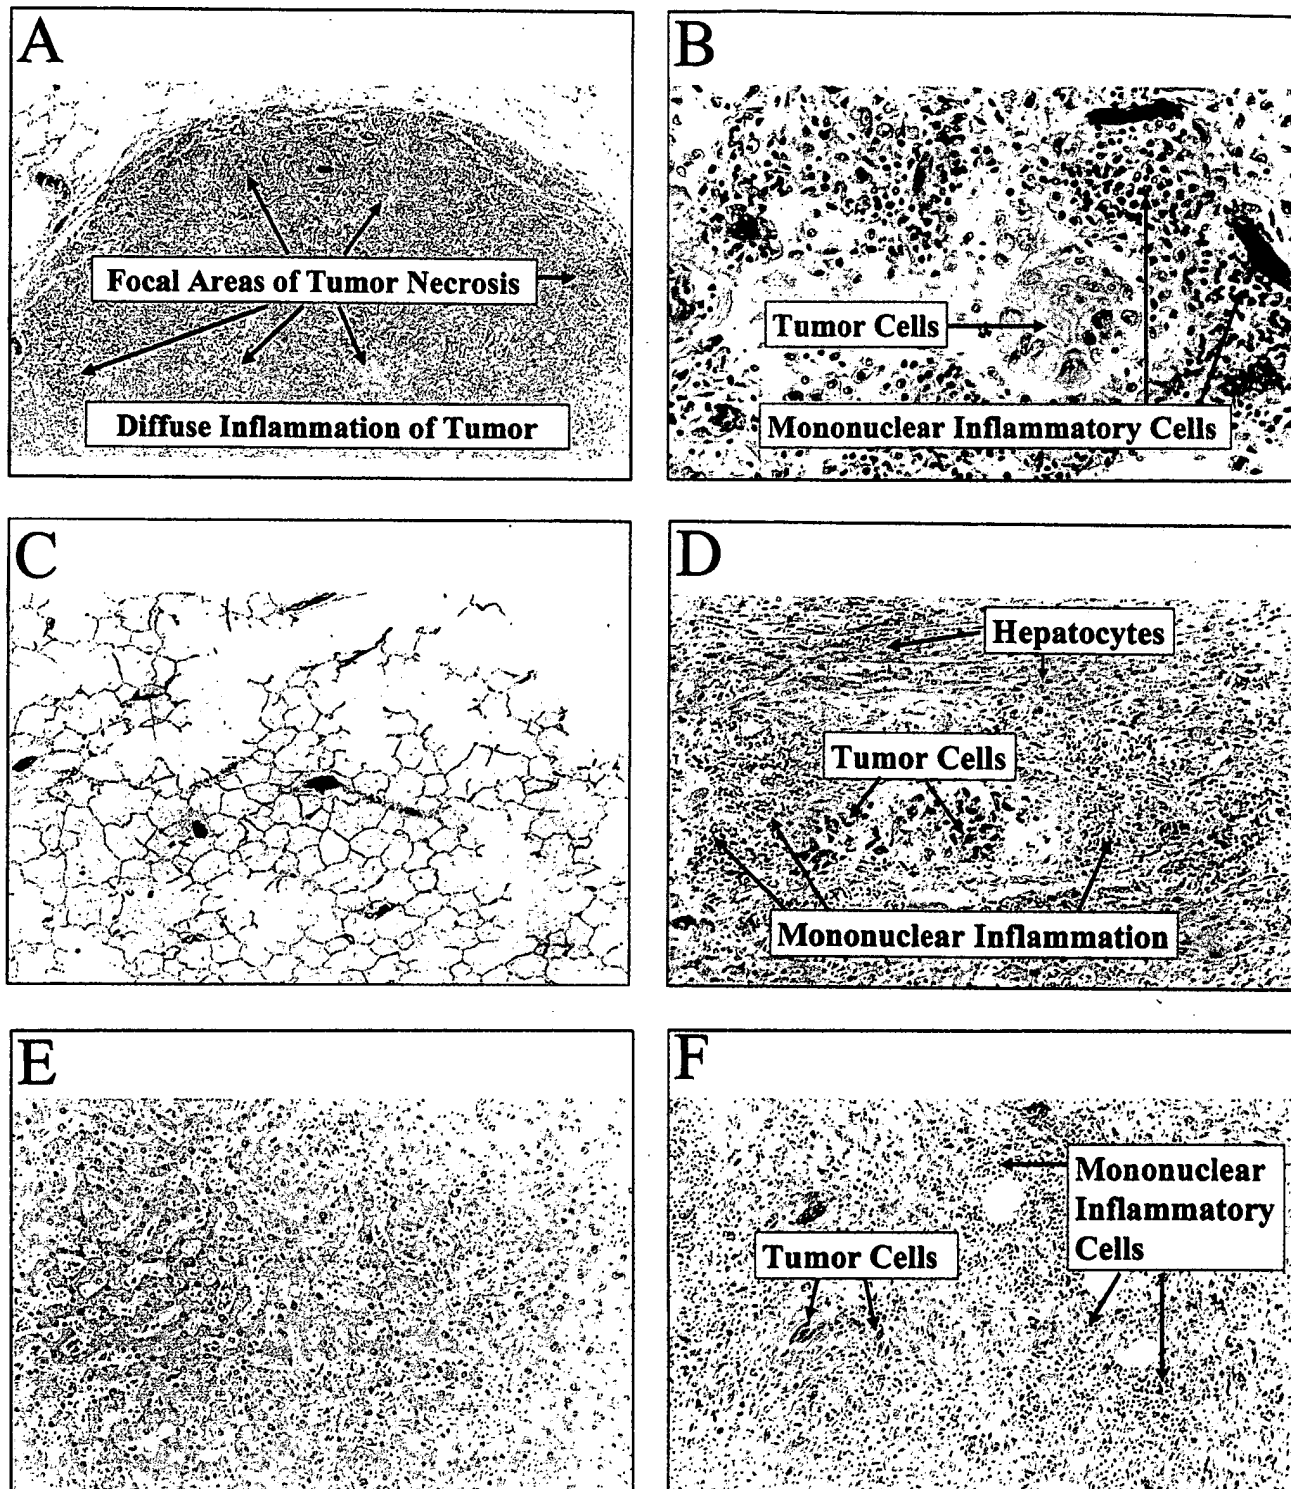 A
Focal Areas of Tumor Necrosis
Diffuse Inflammation of Tumor
B
Tumor Cells
Mononuclear Inflammatory Cells
C
D
Hepatocytes
Tumor Cells
Mononuclear Inflammation
E
F
Mononuclear
Inflammatory
Cells
Tumor Cells